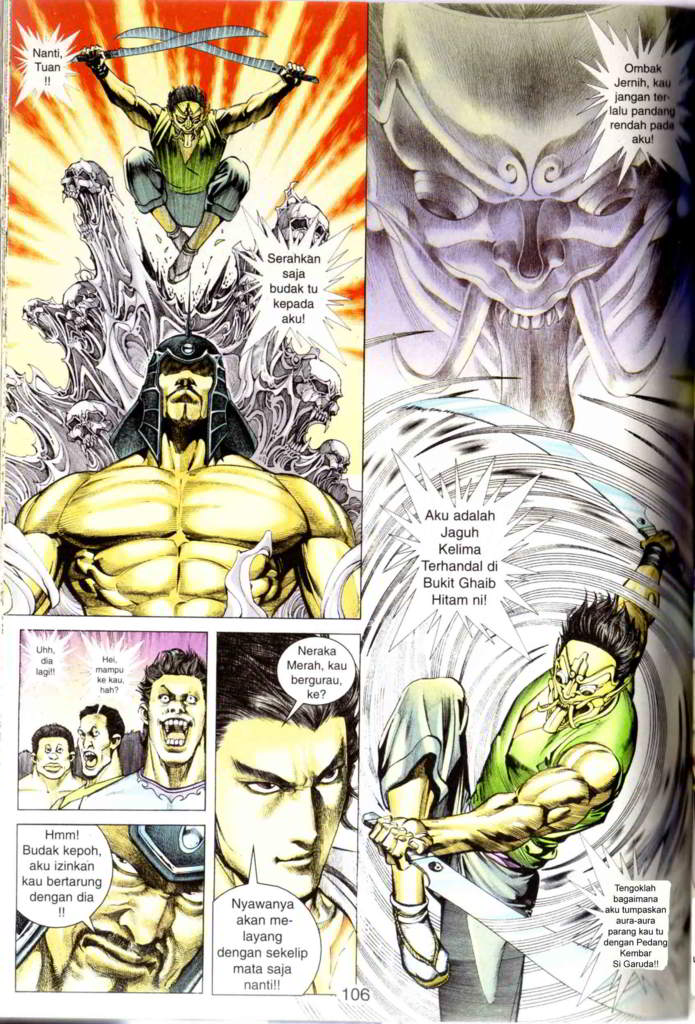 Nanti,
Tuan
!!
Serahkan
saja
budak tu
kepada
aku!
Ombak
Jernih, kau
jangan ter-
lalu pandang
rendah pada
aku!
Aku adalah
Jaguh
Kelima
Terhandal di
Bukit Ghaib
Hitam ni!
Uhh,
dia
lagi!!
Hei,
mampu
ke kau,
hah?
Neraka
Merah, kau
bergurau,
ke?
Hmm!
Budak kepoh,
aku izinkan
kau bertarung
dengan dia
!!
Nyawanya
akan me-
layang
dengan sekelip
mata saja
nanti!!
Tengoklah
bagaimana
aku tumpaskan
aura-aura
parang kau tu
dengan Pedang
Kembar
Si Garuda!!
106